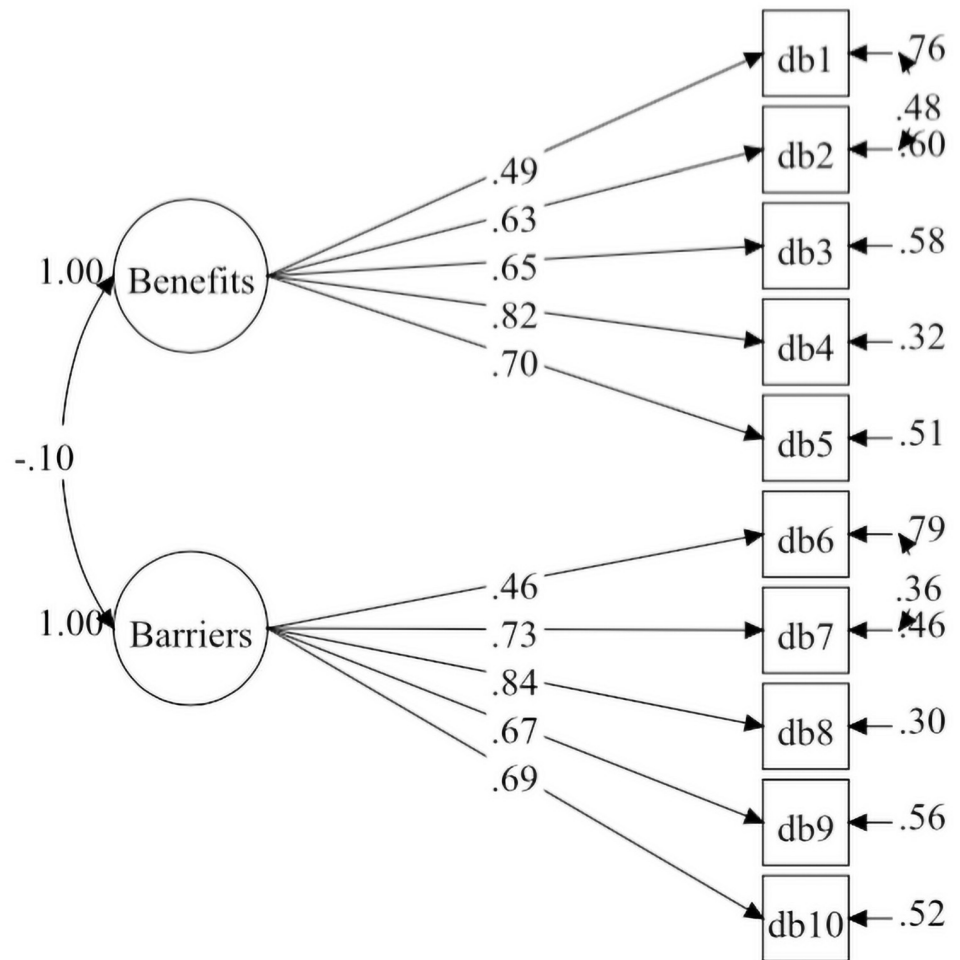 db1
.76
.48
db2
.60
.49
.63
db3
.58
.65
1.00
Benefits
.82
db4
.32
.70
db5
.51
-.10
db6
.79
.46
.36
1.00
Barriers
.73
db7
.46
.84
db8
.30
.67
.69
db9
.56
db10
.52